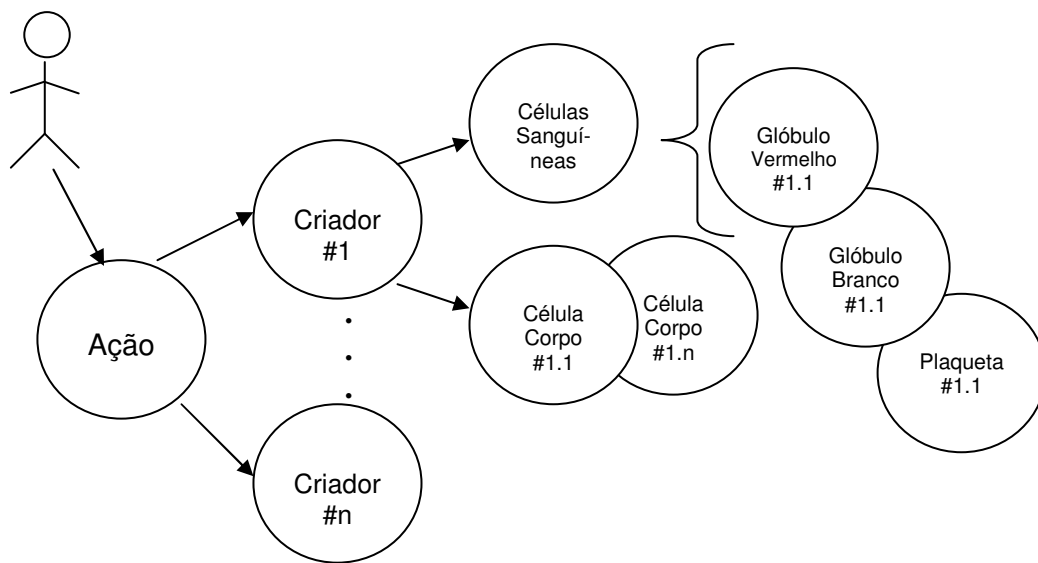 Células
Sanguí-
neas
Glóbulo
Vermelho
#1.1
Criador
#1
Glóbulo
Branco
#1.1
Ação
Célula
Corpo
#1.1
Célula
Corpo
#1.n
Plaqueta
#1.1
Criador
#n